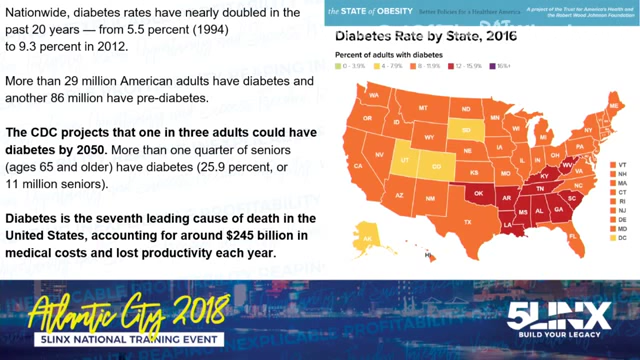 Nationwide, diabetes rates have nearly doubled in the
past 20 years — from 5.5 percent (1994)
to 9.3 percent in 2012.
More than 29 million American adults have diabetes and
another 86 million have pre-diabetes.
The CDC projects that one in three adults could have
diabetes by 2050. More than one quarter of seniors
(ages 65 and older) have diabetes (25.9 percent, or
11 million seniors).
Diabetes is the seventh leading cause of death in the
United States, accounting for around $245 billion in
medical costs and lost productivity each year.
the STATE of OBESITY Better Policies for a Healthier America
A project of the Trust for America's Health and
the Robert Wood Johnson Foundation
Diabetes Rate by State, 2016
Percent of adults with diabetes
0 - 3.9% 4 - 7.9% 8 - 11.9% 12 - 15.9% 16%+
WA
MT
ND
MN
ME
OR
ID
SD
WI
MI
NY
WY
NE
IA
PA
NV
UT
CO
IL
IN
OH
WV
VA
CA
KS
MO
KY
NC
TN
AZ
NM
OK
AR
SC
MS
AL
GA
TX
LA
FL
AK
HI
VT
NH
MA
CT
RI
NJ
DE
MD
DC
Atlantic City 2018
5LINX NATIONAL TRAINING EVENT
5LINX
BUILD YOUR LEGACY